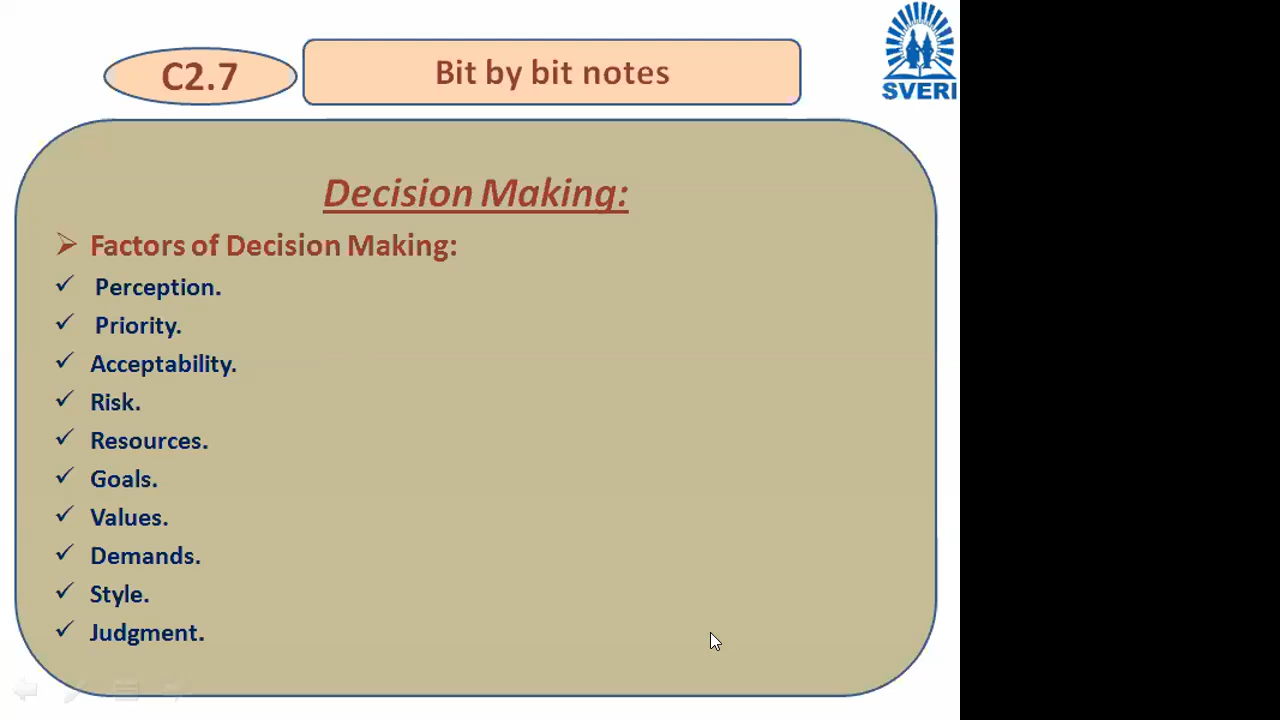 C2.7
Bit by bit notes
SVERI
Decision Making:
Factors of Decision Making:
Perception.
Priority.
Acceptability.
Risk.
Resources.
Goals.
Values.
Demands.
Style.
Judgment.